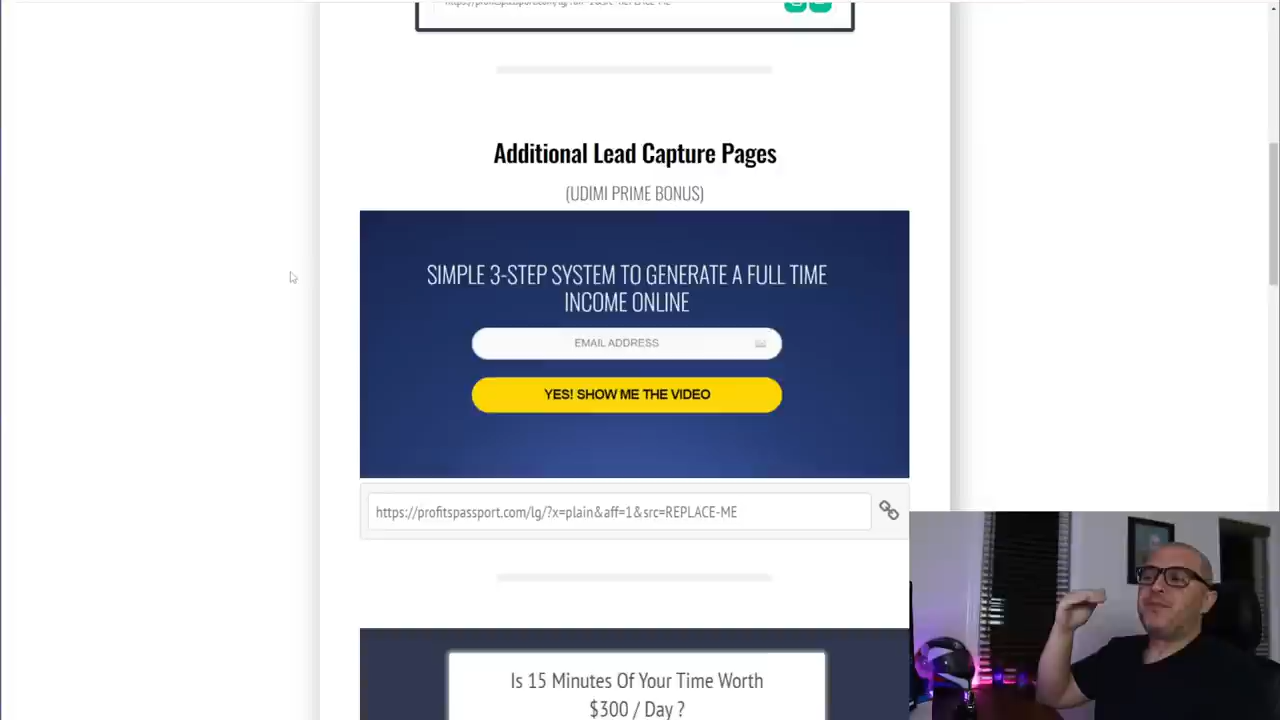 Additional Lead Capture Pages
(UDIMI PRIME BONUS)
SIMPLE 3-STEP SYSTEM TO GENERATE A FULL TIME
INCOME ONLINE
EMAIL ADDRESS
YES! SHOW ME THE VIDEO
https://profitspassport.com/lg/?x=plain&aff=1&src=REPLACE-ME
Is 15 Minutes Of Your Time Worth
$300 / Day ?